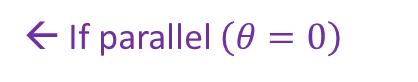 ← If parallel (θ = 0)